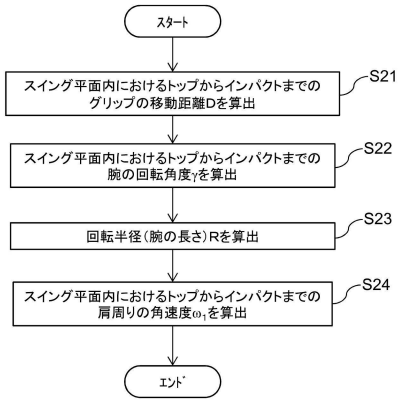 スタート
スイング平面内におけるトップからインパクトまでの
グリップの移動距離Dを算出
S21
スイング平面内におけるトップからインパクトまでの
腕の回転角度γを算出
S22
回転半径(腕の長さ)Rを算出
S23
スイング平面内におけるトップからインパクトまでの
肩周りの角速度ω₁を算出
S24
エンド